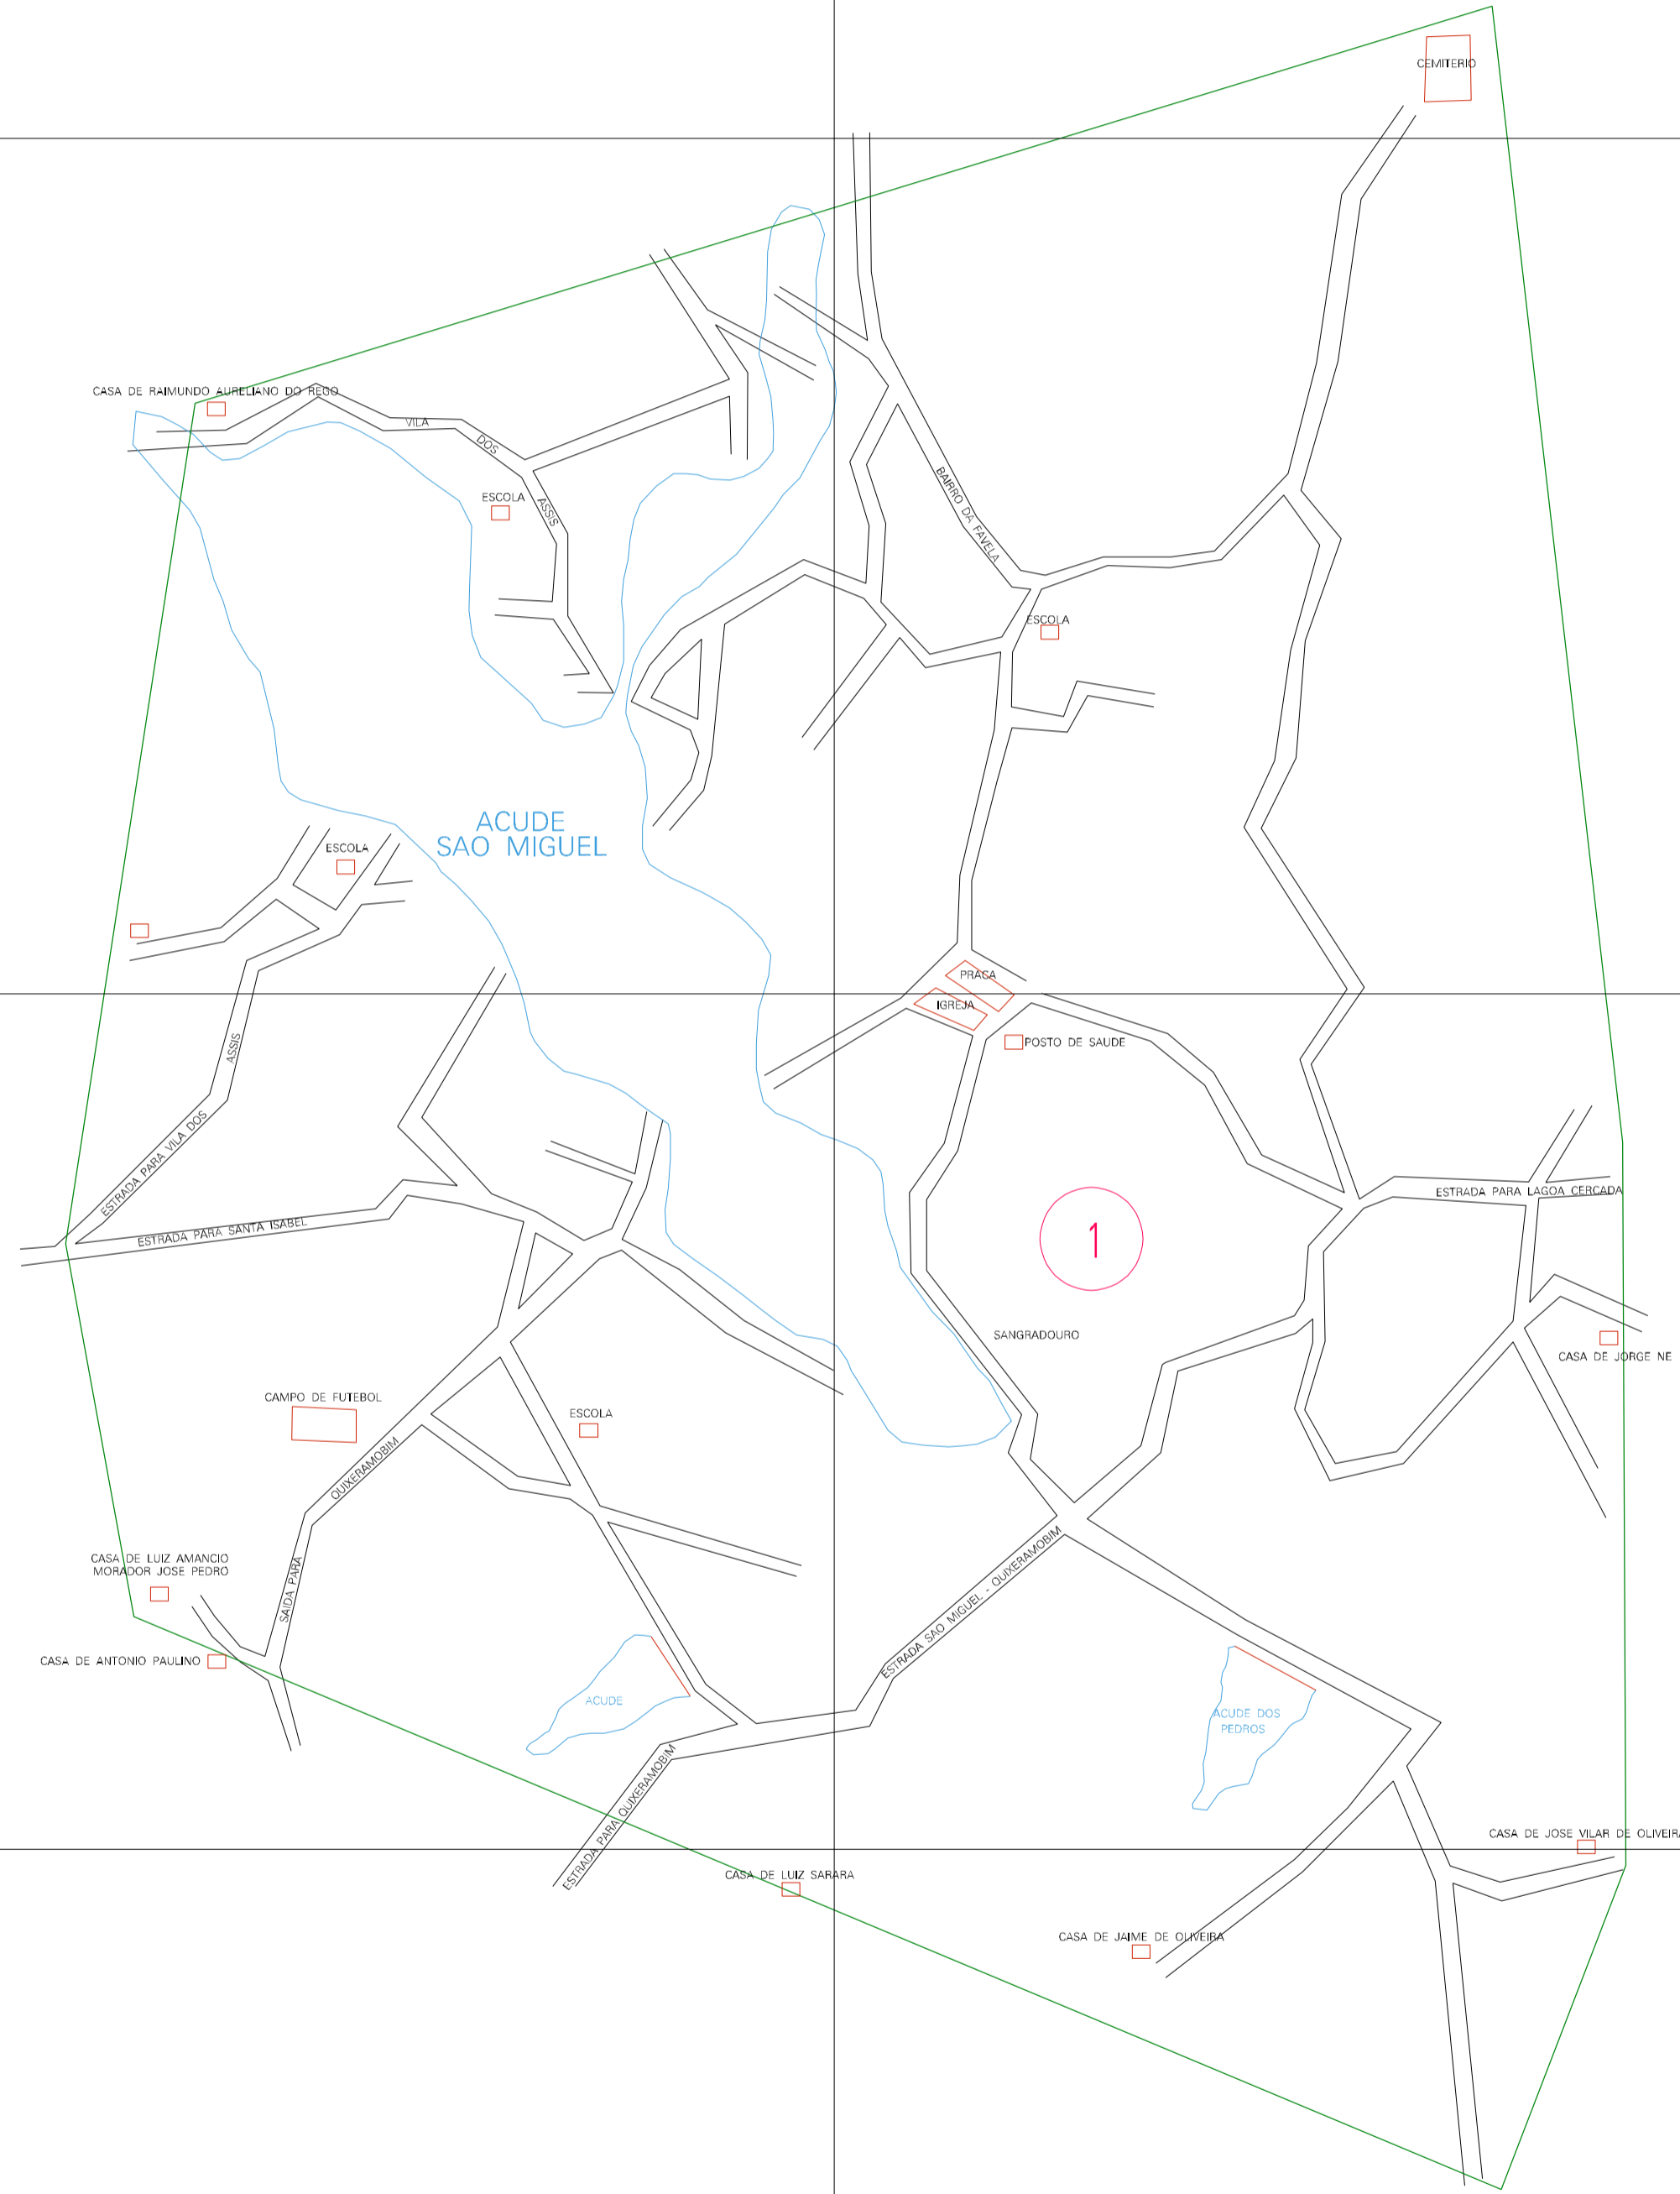 CEMITERIO
CASA DE RAIMUNDO AURELIANO DO REGO
VILA
DOS
ASSIS
ESCOLA
BAIRRO DA FAVELA
ESCOLA
ACUDE
SAO MIGUEL
ESCOLA
PRACA
IGREJA
POSTO DE SAUDE
ASSIS
ESTRADA PARA VILA DOS
ESTRADA PARA SANTA ISABEL
ESTRADA PARA LAGOA CERCADA
1
SANGRADOURO
CASA DE JORGE NE
CAMPO DE FUTEBOL
ESCOLA
QUIXERAMOBIM
SAIDA PARA
CASA DE LUIZ AMANCIO
MORADOR JOSE PEDRO
ESTRADA SAO MIGUEL - QUIXERAMOBIM
CASA DE ANTONIO PAULINO
ACUDE
ACUDE DOS
PEDROS
ESTRADA PARA QUIXERAMOBIM
CASA DE JOSE VILAR DE OLIVEIRA
CASA DE LUIZ SARARA
CASA DE JAIME DE OLIVEIRA